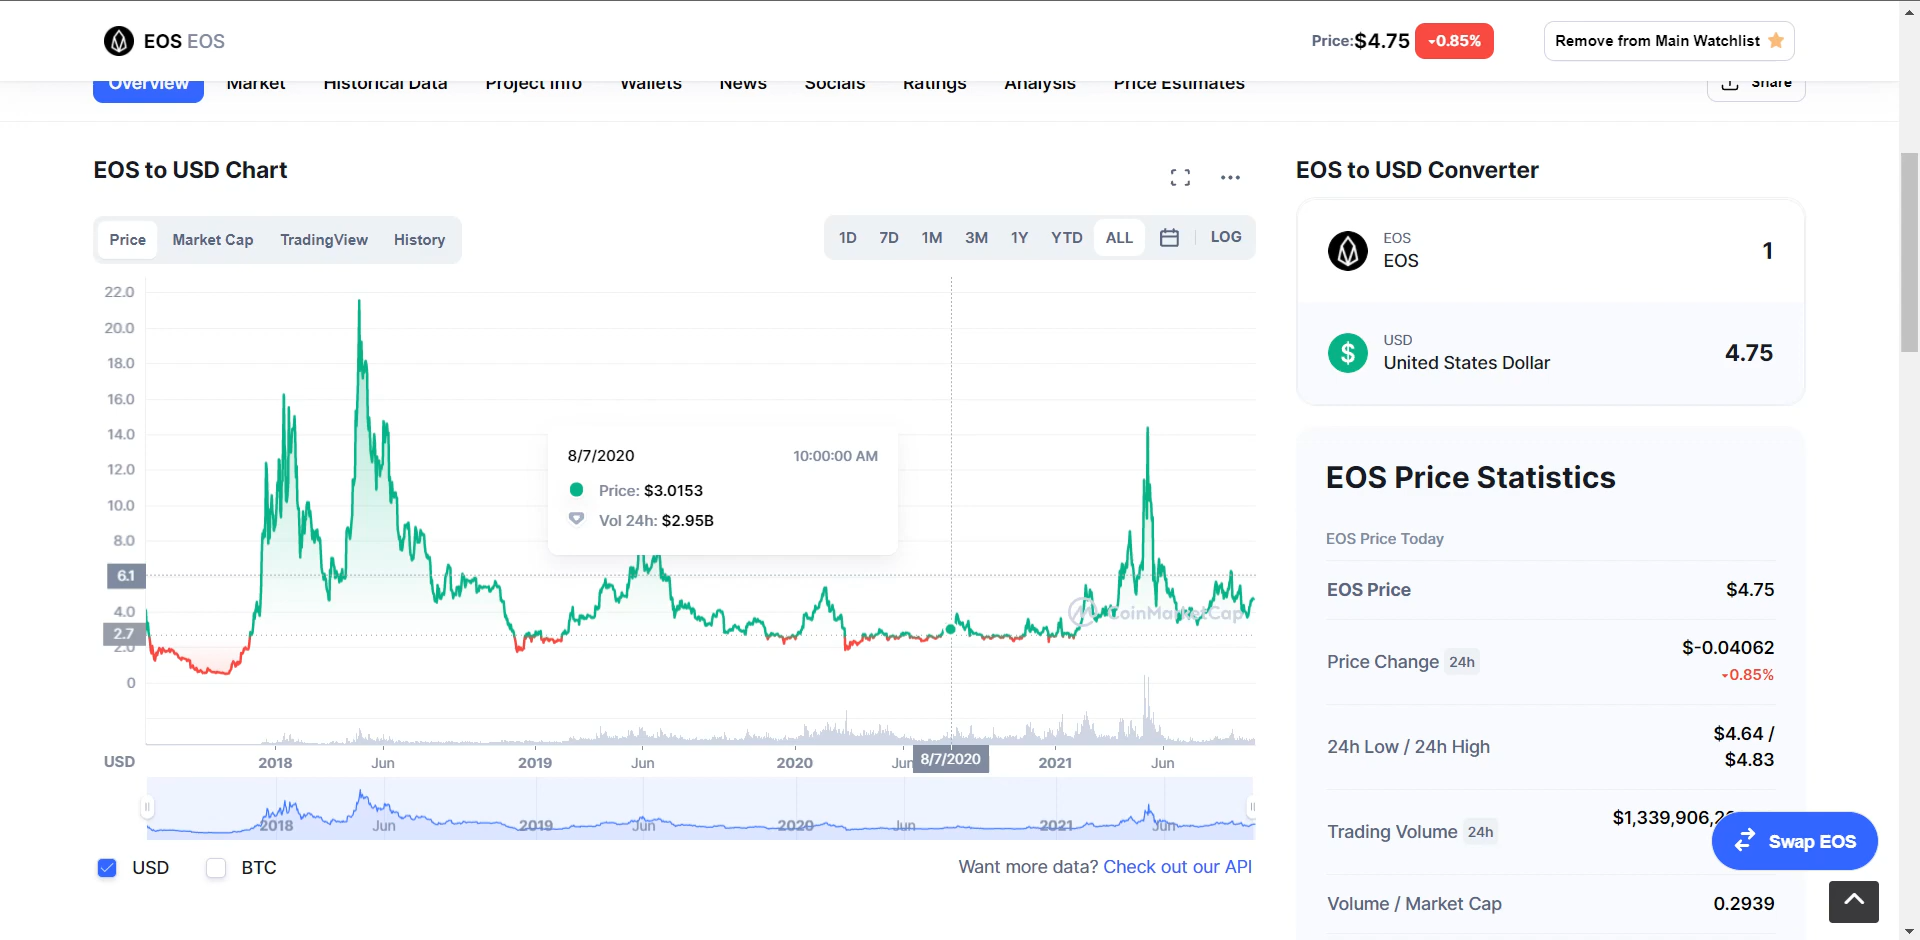 EOS EOS
Price:$4.75 0.85%
Remove from Main Watchlist
Overview Market Historical Data Project Info Wallets News Socials Ratings Analysis Price Estimates
Share
EOS to USD Chart
Price Market Cap TradingView History
1D 7D 1M 3M 1Y YTD ALL LOG
22.0
20.0
18.0
16.0
14.0
12.0
10.0
8.0
6.1
4.0
2.7
2.0
0
8/7/2020 10:00:00 AM
Price: $3.0153
Vol 24h: $2.95B
CoinMarketCap
USD
2018 Jun 2019 Jun 2020 Jun 8/7/2020 2021 Jun
2018 Jun 2019 Jun 2020 Jun 2021 Jun
USD BTC
Want more data? Check out our API
EOS to USD Converter
EOS
EOS
1
USD
United States Dollar
4.75
EOS Price Statistics
EOS Price Today
EOS Price $4.75
Price Change 24h $-0.04062
0.85%
24h Low / 24h High $4.64 /
$4.83
Trading Volume 24h $1,339,906,2
Swap EOS
Volume / Market Cap 0.2939